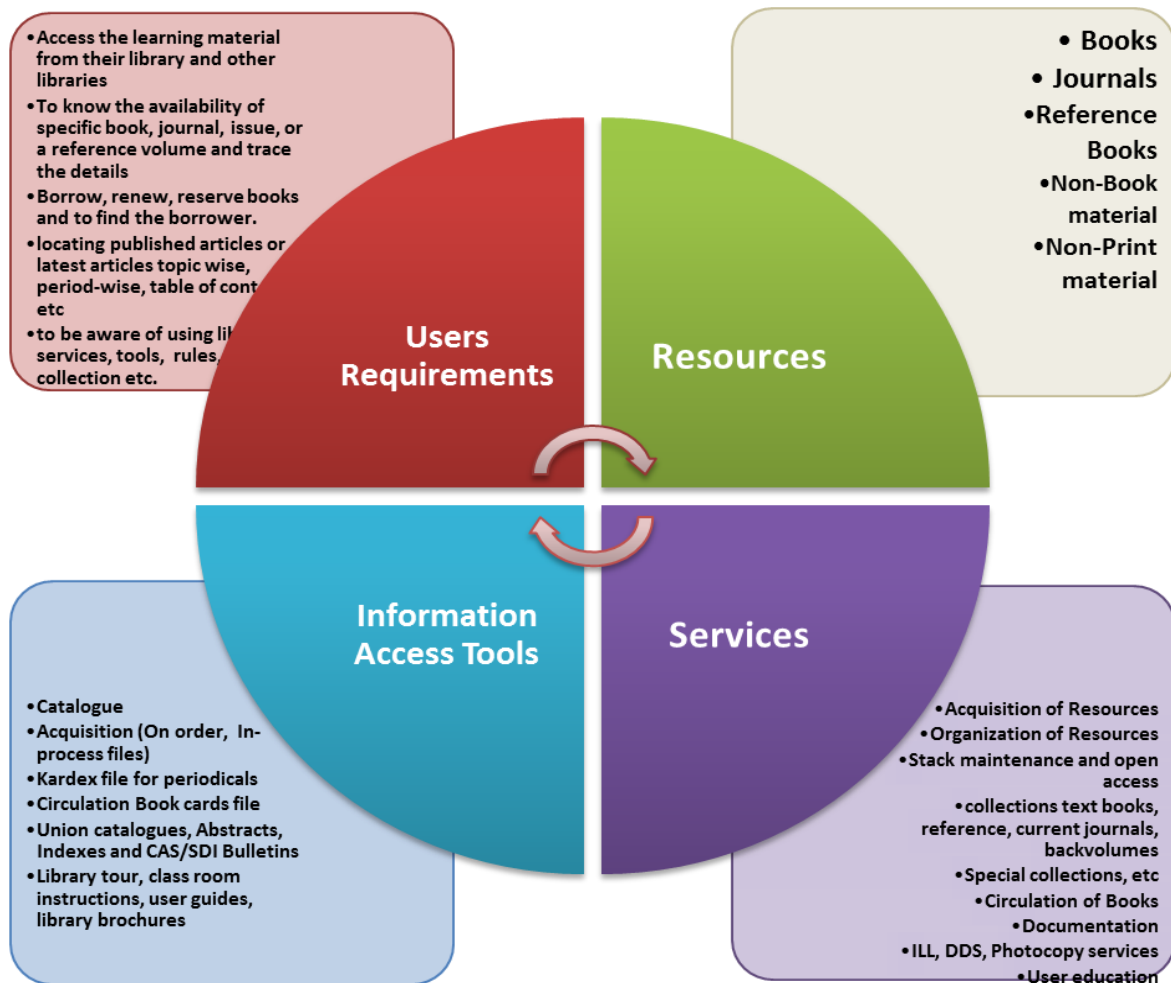 •Access the learning material
from their library and other
libraries
•To know the availability of
specific book, journal, issue, or
a reference volume and trace
the details
•Borrow, renew, reserve books
and to find the borrower.
•locating published articles or
latest articles topic wise,
period-wise, table of
etc
•to be aware of using
services, tools, rules,
collection etc.
• Books
• Journals
•Reference
Books
•Non-Book
material
•Non-Print
material
Users
Requirements
Resources
Information
Access Tools
Services
•Catalogue
•Acquisition (On order, In-
process files)
•Kardex file for periodicals
•Circulation Book cards file
•Union catalogues, Abstracts,
Indexes and CAS/SDI Bulletins
•Library tour, class room
instructions, user guides,
library brochures
•Acquisition of Resources
•Organization of Resources
•Stack maintenance and open
access
•collections text books,
reference, current journals,
backvolumes
•Special collections, etc
•Circulation of Books
•Documentation
•ILL, DDS, Photocopy services
•User education